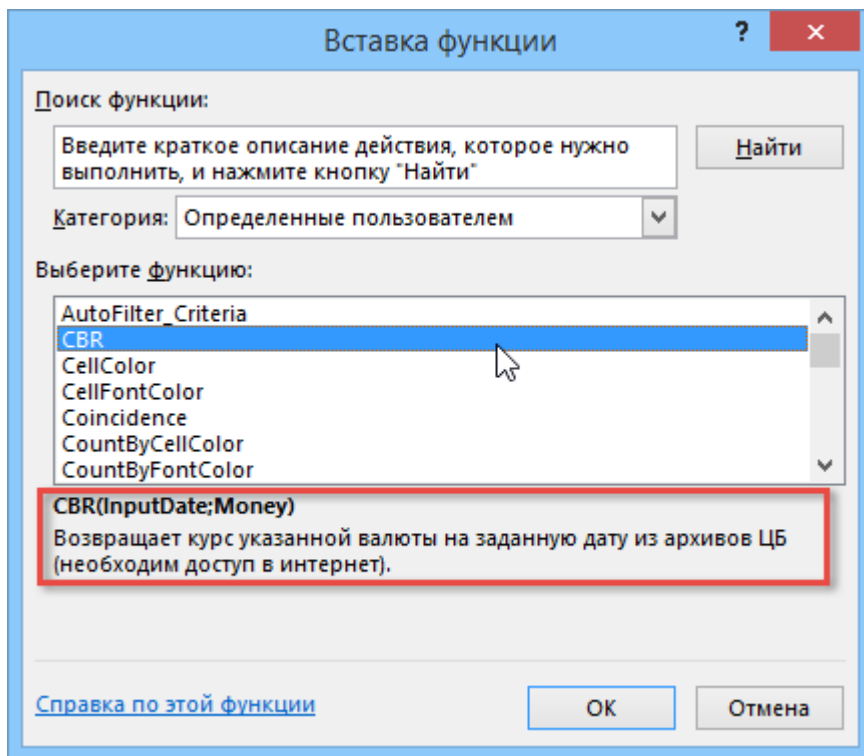 Вставка функции
?
×
Поиск функции:
Введите краткое описание действия, которое нужно
выполнить, и нажмите кнопку "Найти"
Найти
Категория: Определенные пользователем
Выберите функцию:
AutoFilter_Criteria
CBR
CellColor
CellFontColor
Coincidence
CountByCellColor
CountByFontColor
CBR(InputDate;Money)
Возвращает курс указанной валюты на заданную дату из архивов ЦБ
(необходим доступ в интернет).
Справка по этой функции
ОК
Отмена